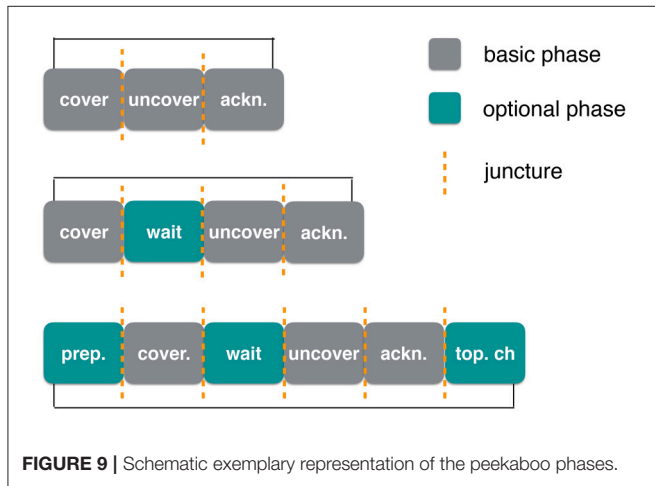 cover uncover ackn.
basic phase
optional phase
juncture
cover wait uncover ackn.
prep. cover. wait uncover ackn. top. ch
FIGURE 9 | Schematic exemplary representation of the peekaboo phases.